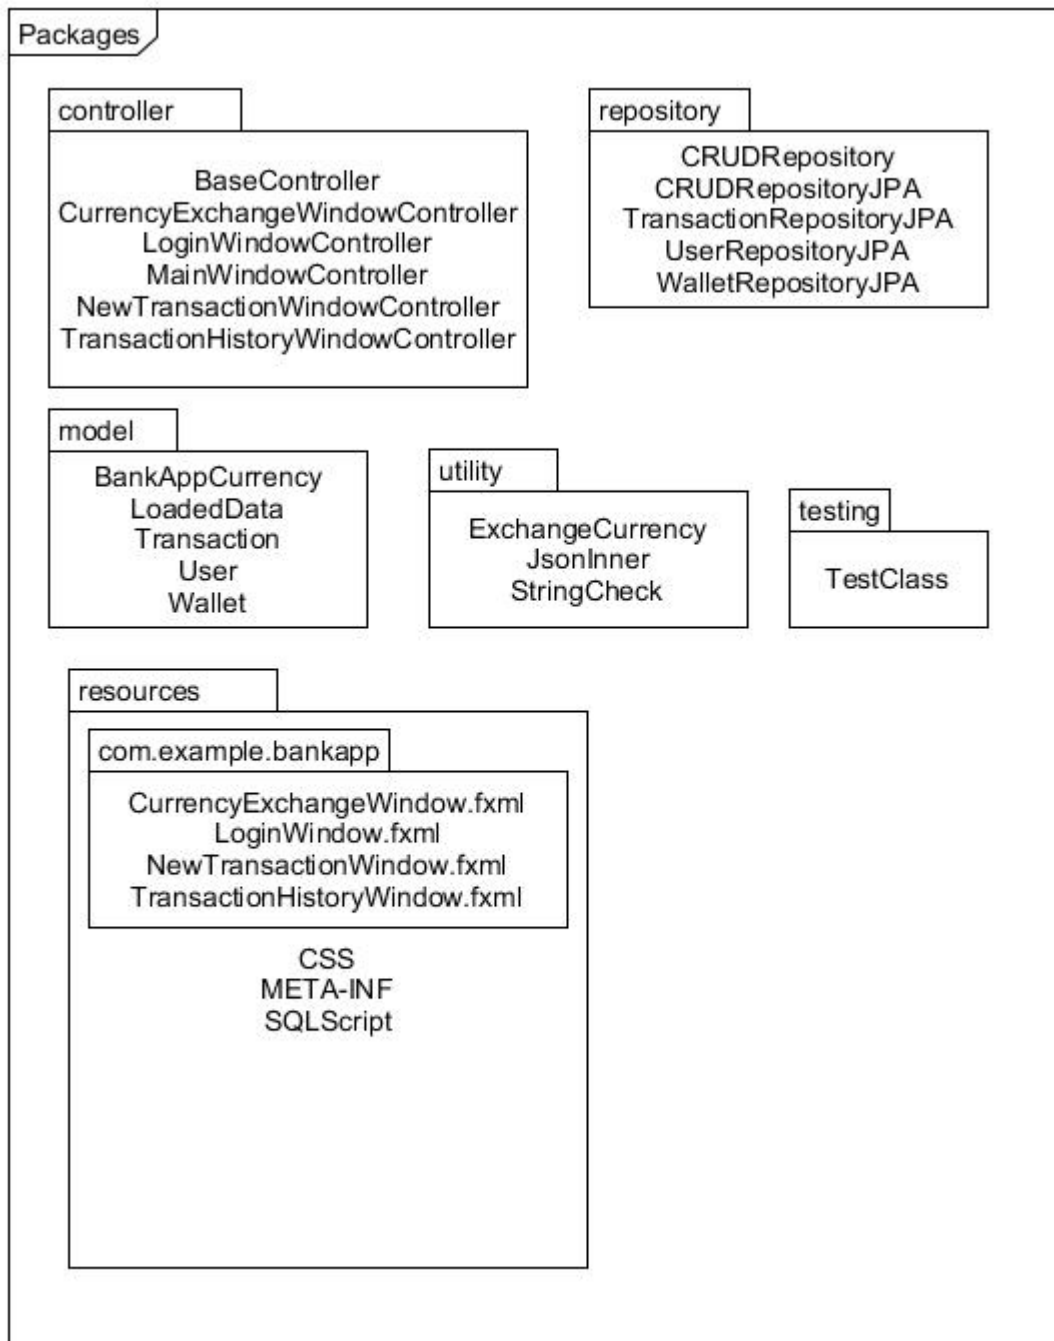 Packages
controller
BaseController
CurrencyExchangeWindowController
LoginWindowController
MainWindowController
NewTransactionWindowController
TransactionHistoryWindowController
repository
CRUDRepository
CRUDRepositoryJPA
TransactionRepositoryJPA
UserRepositoryJPA
WalletRepositoryJPA
model
BankAppCurrency
LoadedData
Transaction
User
Wallet
utility
ExchangeCurrency
JsonInner
StringCheck
testing
TestClass
resources
com.example.bankapp
CurrencyExchangeWindow.fxml
LoginWindow.fxml
NewTransactionWindow.fxml
TransactionHistoryWindow.fxml
CSS
META-INF
SQLScript